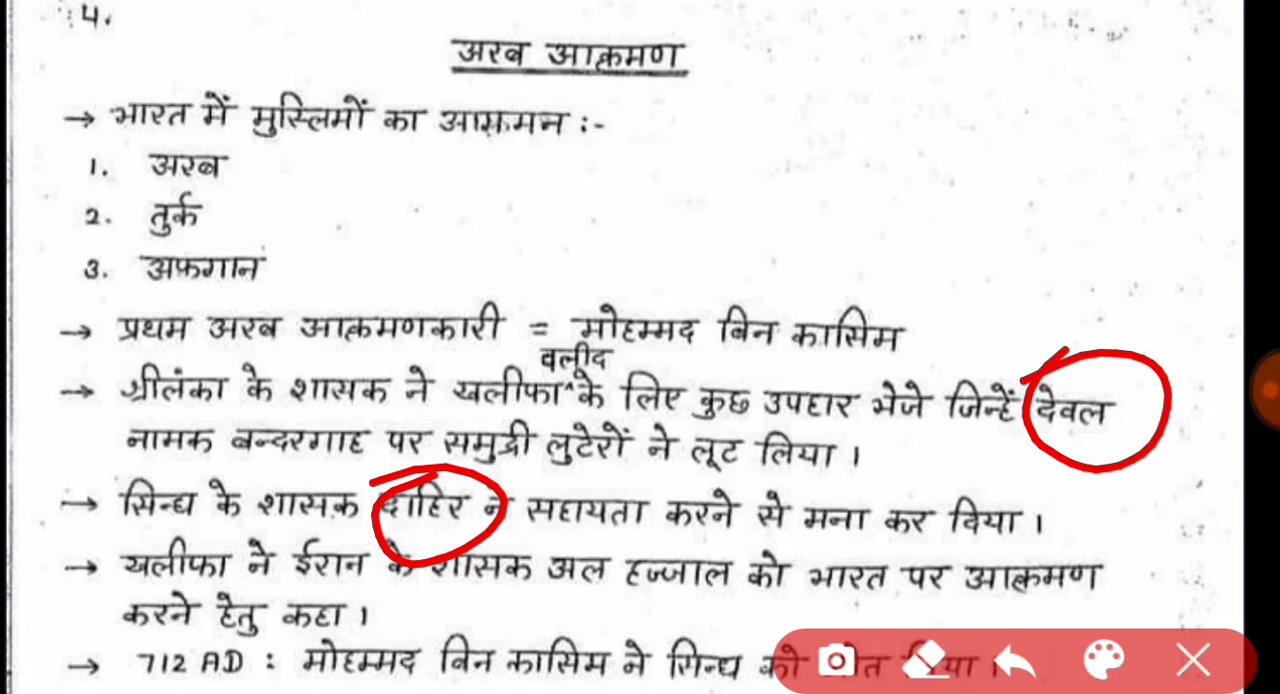 4.
अरब आक्रमण
→ भारत में मुस्लिमों का आक्रमन :-
1. अरब
2. तुर्क
3. अफगान
→ प्रथम अरब आक्रमणकारी = मोहम्मद बिन कासिम
वलीद
→ श्रीलंका के शासक ने खलीफा^के लिए कुछ उपहार भेजे जिन्हें देवल
नामक बन्दरगाह पर समुद्री लुटेरों ने लूट लिया ।
→ सिन्ध के शासक दाहिर ने सहायता करने से मना कर दिया ।
→ खलीफा ने ईरान के शासक अल हज्जाल को भारत पर आक्रमण
करने हेतु कहा ।
→ 712 AD : मोहम्मद बिन कासिम ने सिन्ध को